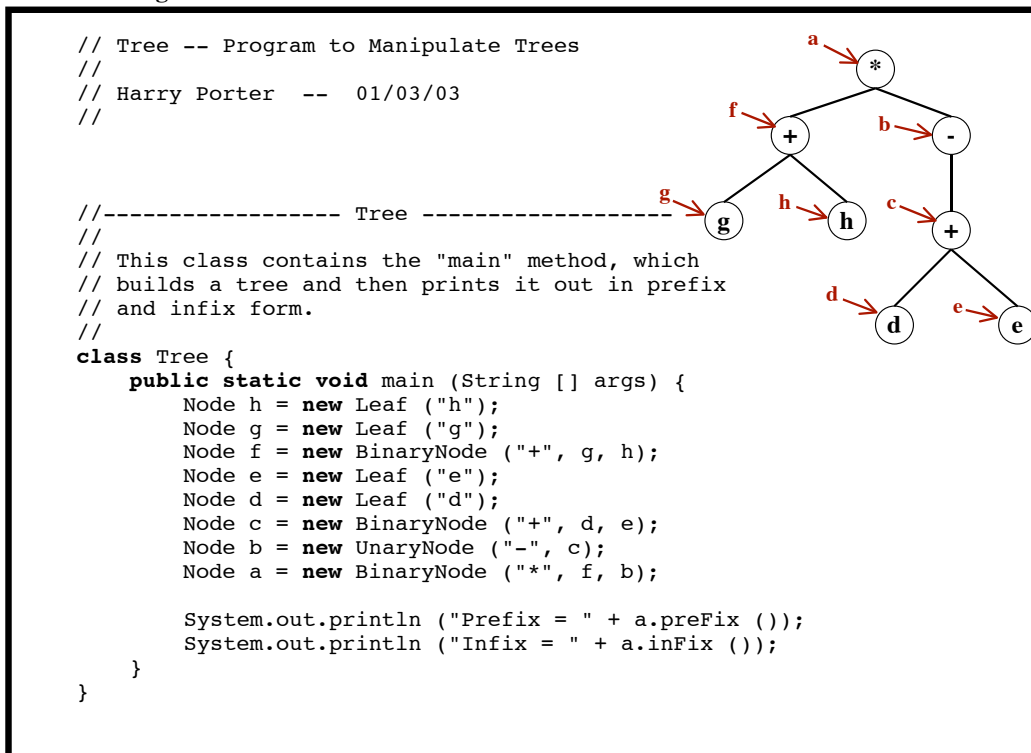 // Tree -- Program to Manipulate Trees
//
// Harry Porter  --  01/03/03
//
//------------------ Tree -------------------
//
// This class contains the "main" method, which
// builds a tree and then prints it out in prefix
// and infix form.
//
class Tree {
    public static void main (String [] args) {
        Node h = new Leaf ("h");
        Node g = new Leaf ("g");
        Node f = new BinaryNode ("+", g, h);
        Node e = new Leaf ("e");
        Node d = new Leaf ("d");
        Node c = new BinaryNode ("+", d, e);
        Node b = new UnaryNode ("-", c);
        Node a = new BinaryNode ("*", f, b);
        System.out.println ("Prefix = " + a.preFix ());
        System.out.println ("Infix = " + a.inFix ());
    }
}
a
*
f
+
b
-
g
g
h
h
c
+
d
d
e
e